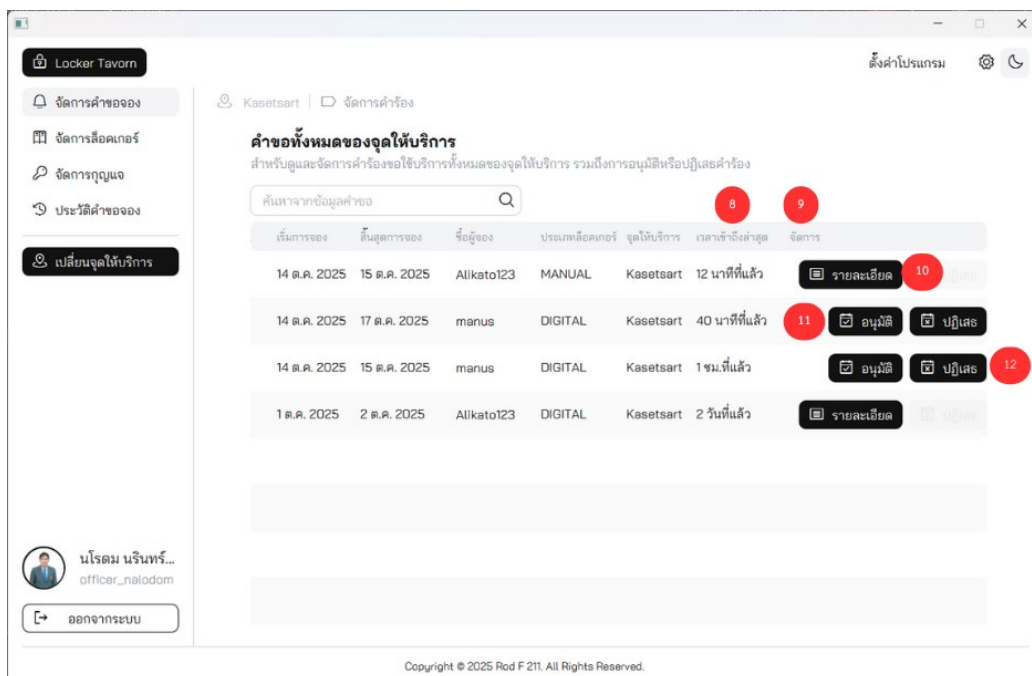 Locker Tavorn
ตั้งค่าโปรแกรม
จัดการคำขอจอง
จัดการล็อคเกอร์
จัดการกุญแจ
ประวัติคำขอจอง
เปลี่ยนจุดให้บริการ
Kasetsart จัดการคำร้อง
คำขอทั้งหมดของจุดให้บริการ
สำหรับดูและจัดการคำร้องขอใช้บริการทั้งหมดของจุดให้บริการ รวมถึงการอนุมัติหรือปฏิเสธคำร้อง
ค้นหาจากข้อมูลคำขอ
8 9
เริ่มการจอง สิ้นสุดการจอง ชื่อผู้จอง ประเภทล็อคเกอร์ จุดให้บริการ เวลาเข้าถึงล่าสุด จัดการ
14 ต.ค. 2025 15 ต.ค. 2025 Alikato123 MANUAL Kasetsart 12 นาทีที่แล้ว รายละเอียด 10
14 ต.ค. 2025 17 ต.ค. 2025 manus DIGITAL Kasetsart 40 นาทีที่แล้ว 11 อนุมัติ ปฏิเสธ
14 ต.ค. 2025 15 ต.ค. 2025 manus DIGITAL Kasetsart 1 ชม.ที่แล้ว อนุมัติ ปฏิเสธ 12
1 ต.ค. 2025 2 ต.ค. 2025 Alikato123 DIGITAL Kasetsart 2 วันที่แล้ว รายละเอียด ปฏิเสธ
นโรดม นรินทร์...
officer_nalodom
ออกจากระบบ
Copyright © 2025 Rod F 211. All Rights Reserved.